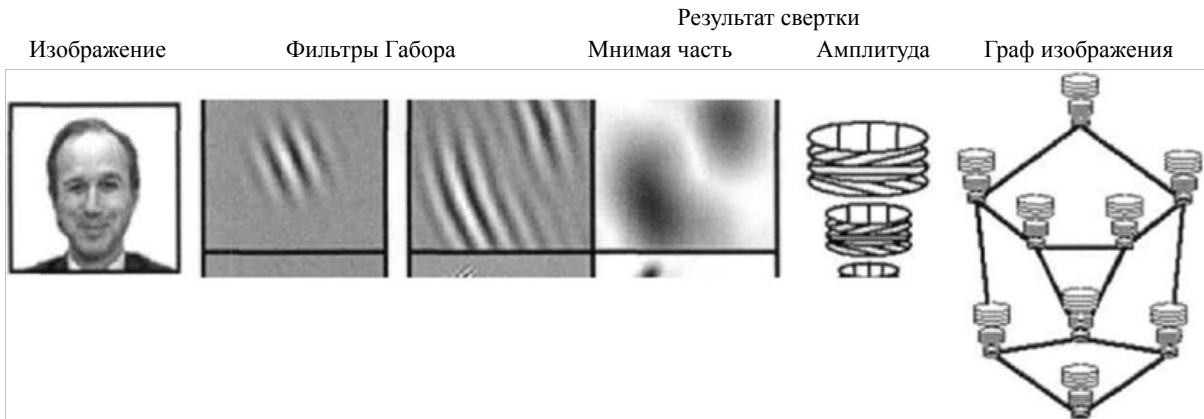 Результат свертки
Изображение Фильтры Габора Мнимая часть Амплитуда Граф изображения